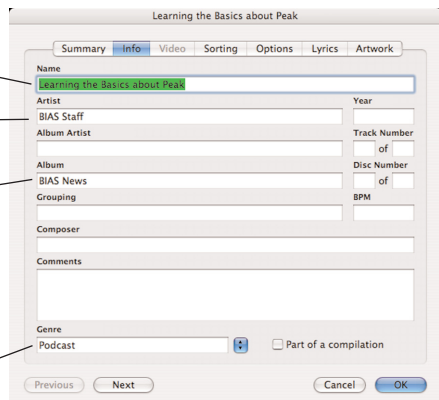 Learning the Basics about Peak
Summary Info Video Sorting Options Lyrics Artwork
Name
Learning the Basics about Peak
Artist Year
BIAS Staff
Album Artist Track Number
of
Album Disc Number
BIAS News of
Grouping BPM
Composer
Comments
Genre
Podcast Part of a compilation
Previous Next Cancel OK